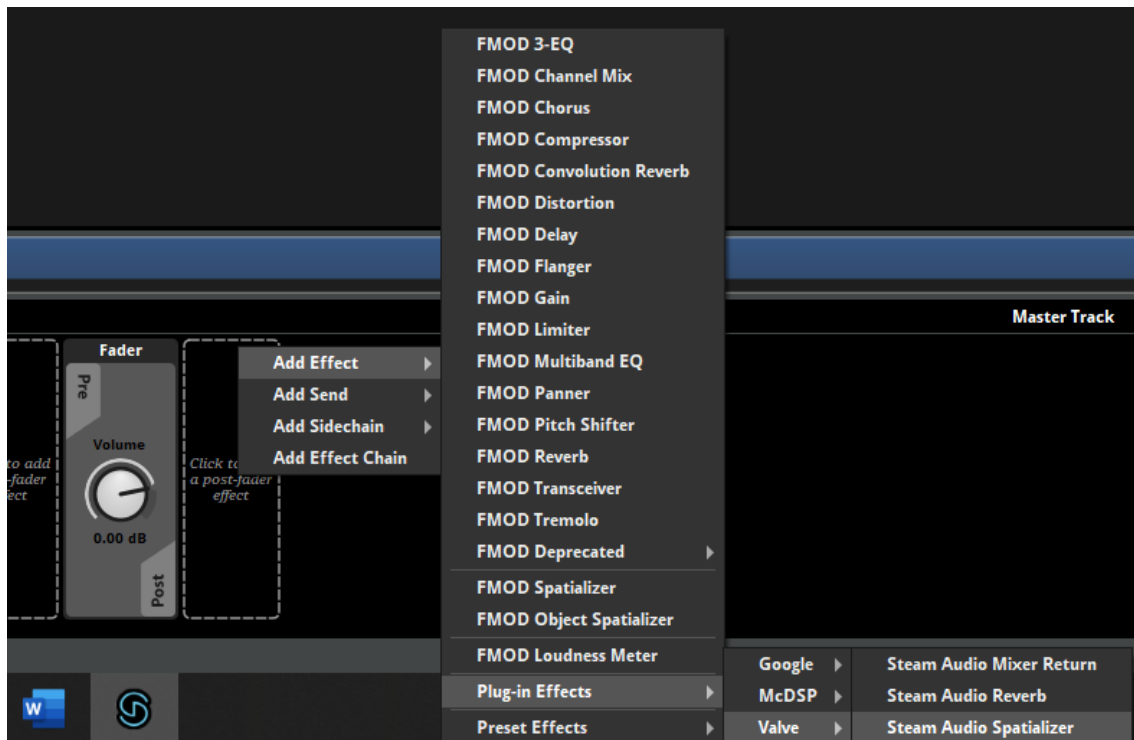 FMOD 3-EQ
FMOD Channel Mix
FMOD Chorus
FMOD Compressor
FMOD Convolution Reverb
FMOD Distortion
FMOD Delay
FMOD Flanger
FMOD Gain
FMOD Limiter
FMOD Multiband EQ
FMOD Panner
FMOD Pitch Shifter
FMOD Reverb
FMOD Transceiver
FMOD Tremolo
FMOD Deprecated
FMOD Spatializer
FMOD Object Spatializer
FMOD Loudness Meter
Plug-in Effects
Preset Effects
Master Track
Fader
Pre
Volume
0.00 dB
Post
to add
-fader
ect
Click to
a post-fader
effect
Add Effect
Add Send
Add Sidechain
Add Effect Chain
Google
McDSP
Valve
Steam Audio Mixer Return
Steam Audio Reverb
Steam Audio Spatializer
W